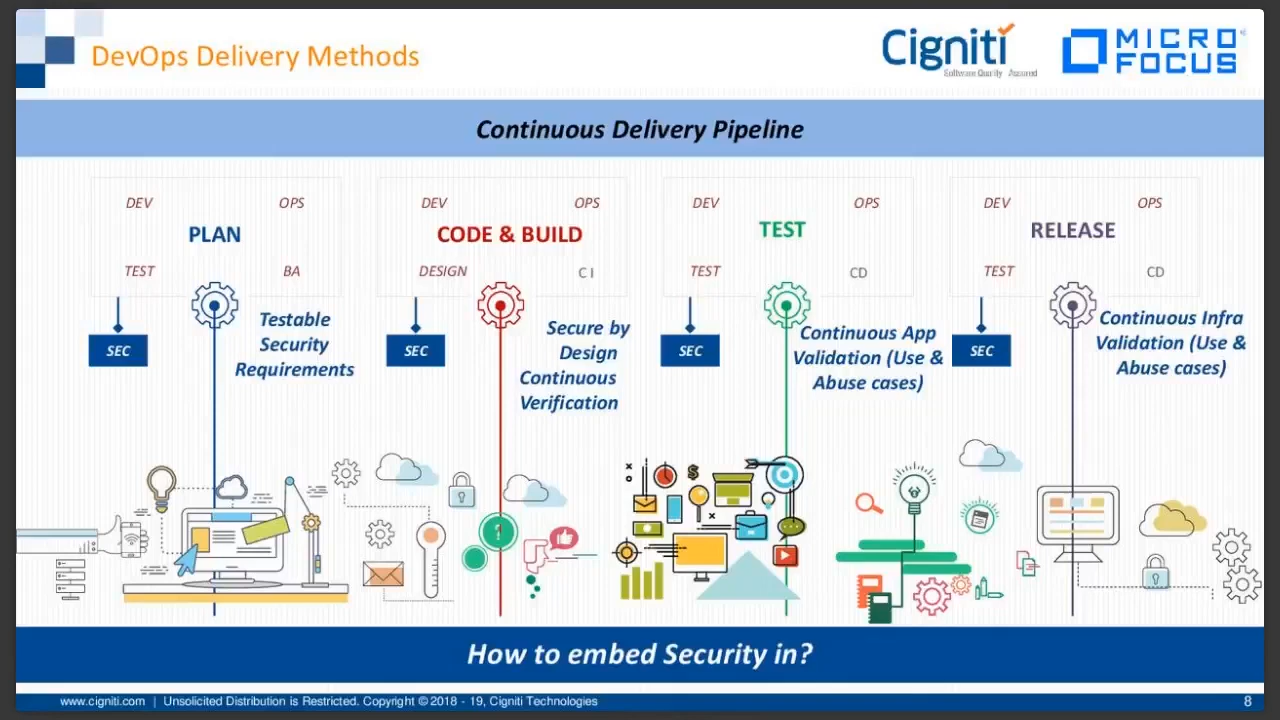 DevOps Delivery Methods
Cigniti
Software Quality Assured
MICRO
FOCUS
Continuous Delivery Pipeline
DEV OPS
PLAN
TEST BA
SEC
Testable
Security
Requirements
DEV OPS
CODE & BUILD
DESIGN C I
SEC
Secure by
Design
Continuous
Verification
DEV OPS
TEST
TEST CD
SEC
Continuous App
Validation (Use &
Abuse cases)
DEV OPS
RELEASE
TEST CD
SEC
Continuous Infra
Validation (Use &
Abuse cases)
How to embed Security in?
www.cigniti.com | Unsolicited Distribution is Restricted. Copyright © 2018 - 19, Cigniti Technologies
8